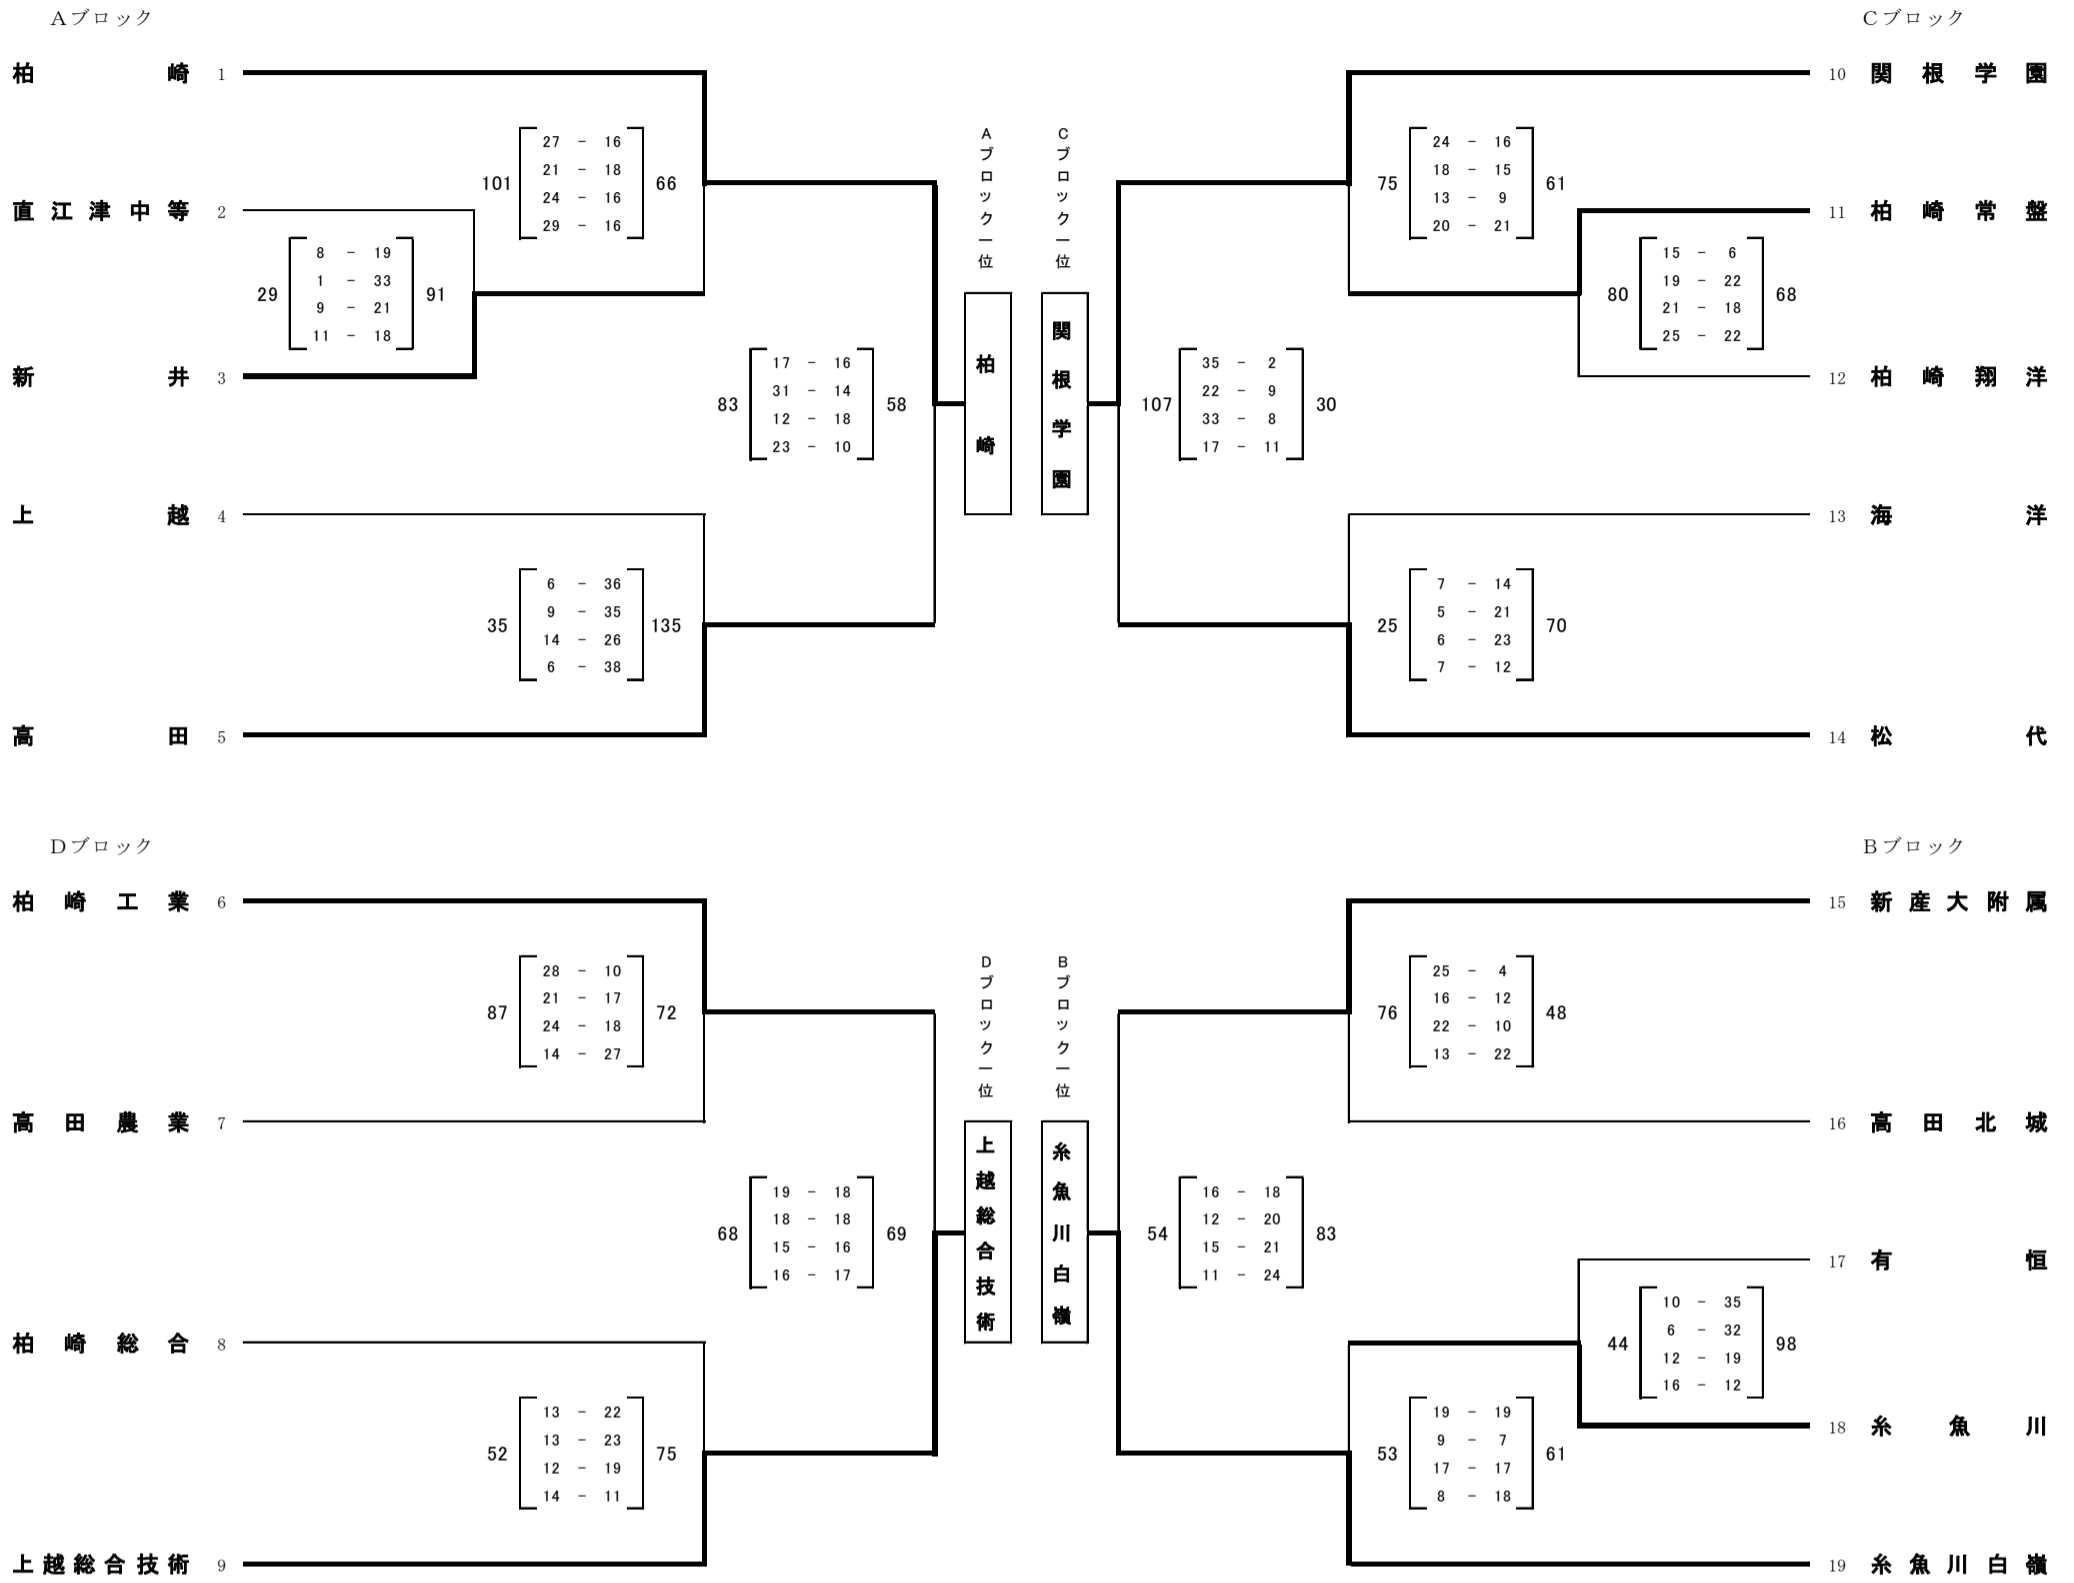 Aブロック
柏崎 1
直江津中等 2
新井 3
上越 4
高田 5
29
8 - 19
1 - 33
9 - 21
11 - 18
91
101
27 - 16
21 - 18
24 - 16
29 - 16
66
35
6 - 36
9 - 35
14 - 26
6 - 38
135
83
17 - 16
31 - 14
12 - 18
23 - 10
58
Aブロック一位
柏崎
Cブロック
10 関根学園
11 柏崎常盤
12 柏崎翔洋
13 海洋
14 松代
80
15 - 6
19 - 22
21 - 18
25 - 22
68
75
24 - 16
18 - 15
13 - 9
20 - 21
61
25
7 - 14
5 - 21
6 - 23
7 - 12
70
107
35 - 2
22 - 9
33 - 8
17 - 11
30
Cブロック一位
関根学園
Dブロック
柏崎工業 6
高田農業 7
柏崎総合 8
上越総合技術 9
87
28 - 10
21 - 17
24 - 18
14 - 27
72
52
13 - 22
13 - 23
12 - 19
14 - 11
75
68
19 - 18
18 - 18
15 - 16
16 - 17
69
Dブロック一位
上越総合技術
Bブロック
15 新産大附属
16 高田北城
17 有恒
18 糸魚川
19 糸魚川白嶺
76
25 - 4
16 - 12
22 - 10
13 - 22
48
44
10 - 35
6 - 32
12 - 19
16 - 12
98
53
19 - 19
9 - 7
17 - 17
8 - 18
61
54
16 - 18
12 - 20
15 - 21
11 - 24
83
Bブロック一位
糸魚川白嶺